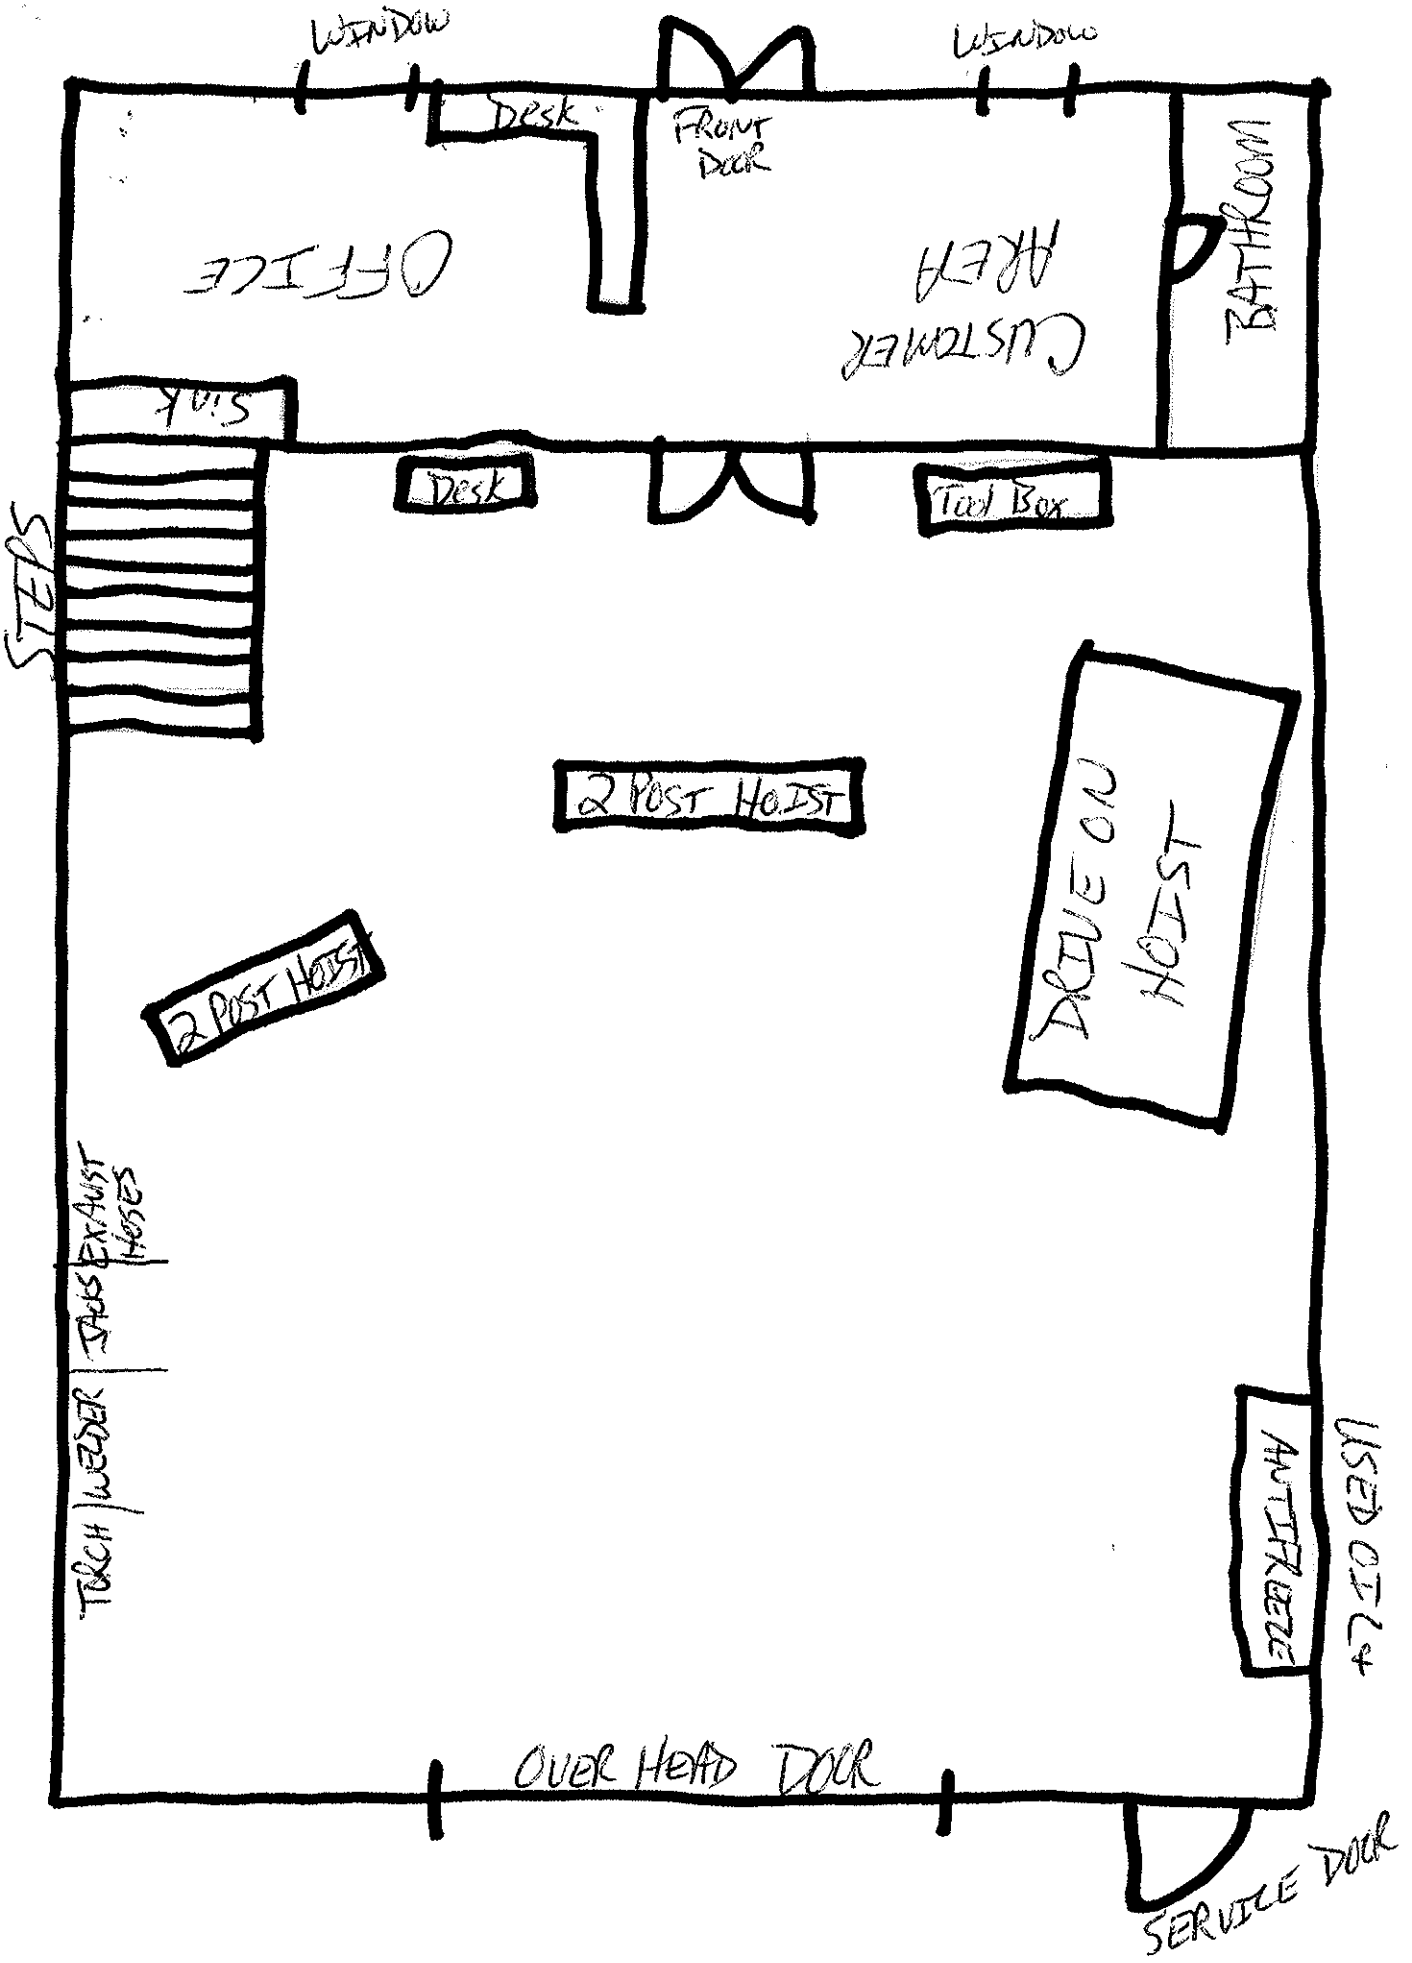 WINDOW
WINDOW
Desk
FRONT
DOOR
BATHROOM
OFFICE
CUSTOMER
AREA
Sink
STEPS
Desk
Tool Box
2 POST HOIST
DRIVE ON
HOIST
2 POST HOIST
EXAUST
HOSES
JACKS
WELDER
TORCH
USED OIL +
ANTIFREEZE
OVER HEAD DOOR
SERVICE DOOR